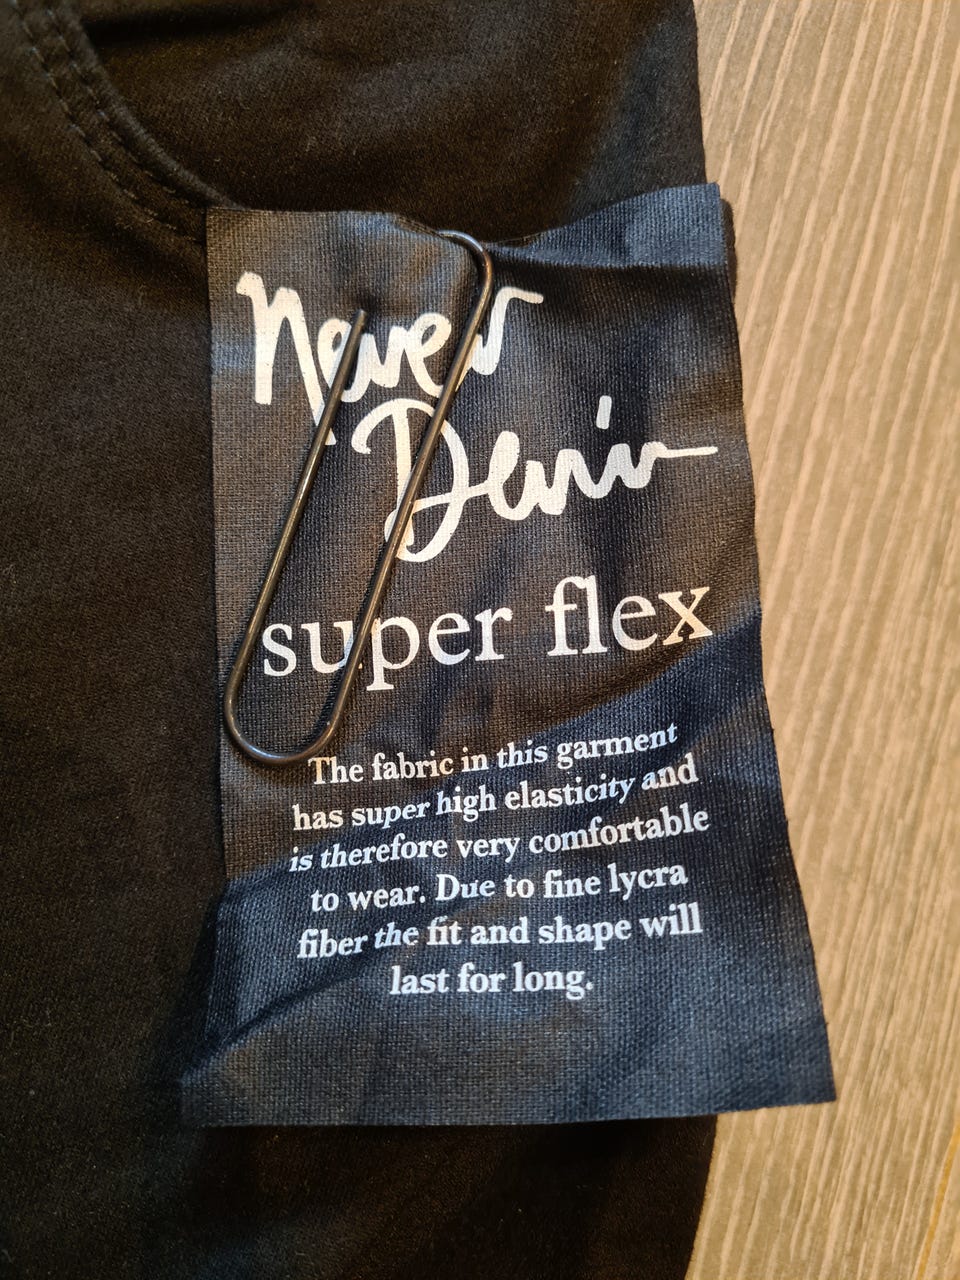 Never
Denim
super flex
The fabric in this garment
has super high elasticity and
is therefore very comfortable
to wear. Due to fine lycra
fiber the fit and shape will
last for long.